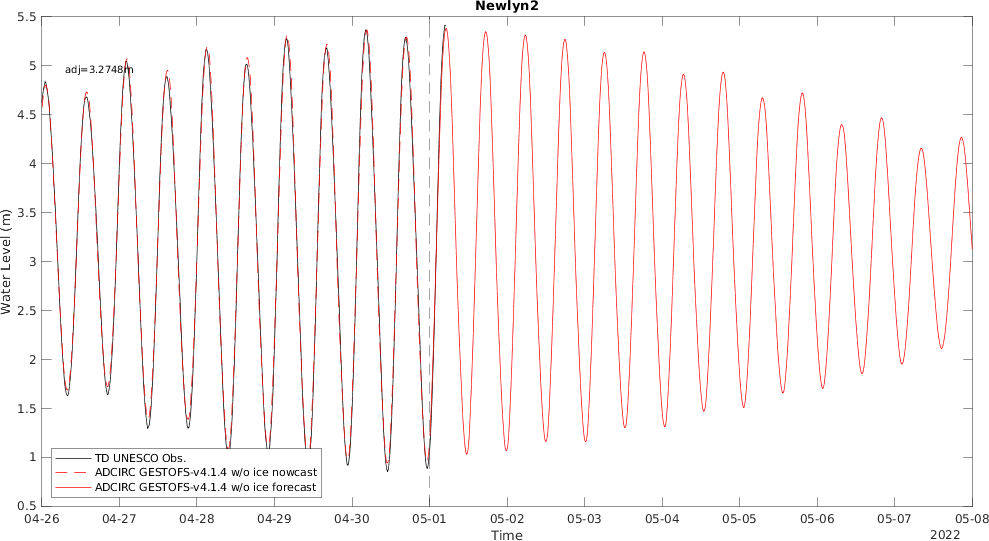 Newlyn2
5.5
5
4.5
4
3.5
3
2.5
2
1.5
1
0.5
Water Level (m)
adj=3.2748m
TD UNESCO Obs.
ADCIRC GESTOFS-v4.1.4 w/o ice nowcast
ADCIRC GESTOFS-v4.1.4 w/o ice forecast
04-26 04-27 04-28 04-29 04-30 05-01 05-02 05-03 05-04 05-05 05-06 05-07 05-08
Time
2022